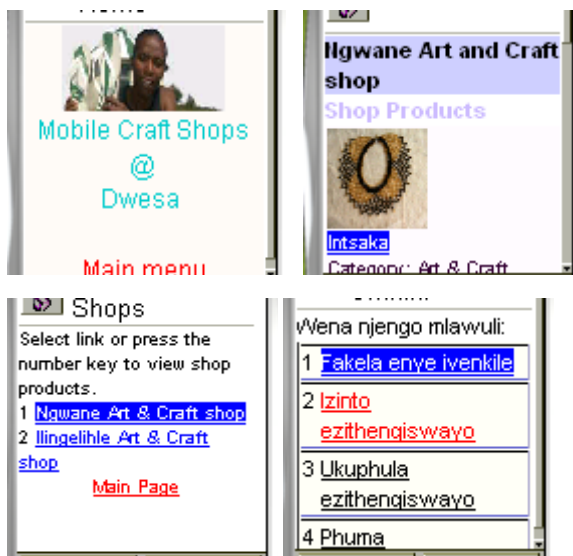 Mobile Craft Shops
@
Dwesa
Main menu
Ngwane Art and Craft
shop
Shop Products
Intsaka
Category: Art & Craft
Shops
Select link or press the
number key to view shop
products.
1 Ngwane Art & Craft shop
2 Ilingelihle Art & Craft
shop
Main Page
Wena njengo mlawuli:
1 Fakela enye ivenkile
2 Izinto
ezithengiswayo
3 Ukuphula
ezithengiswayo
4 Phuma